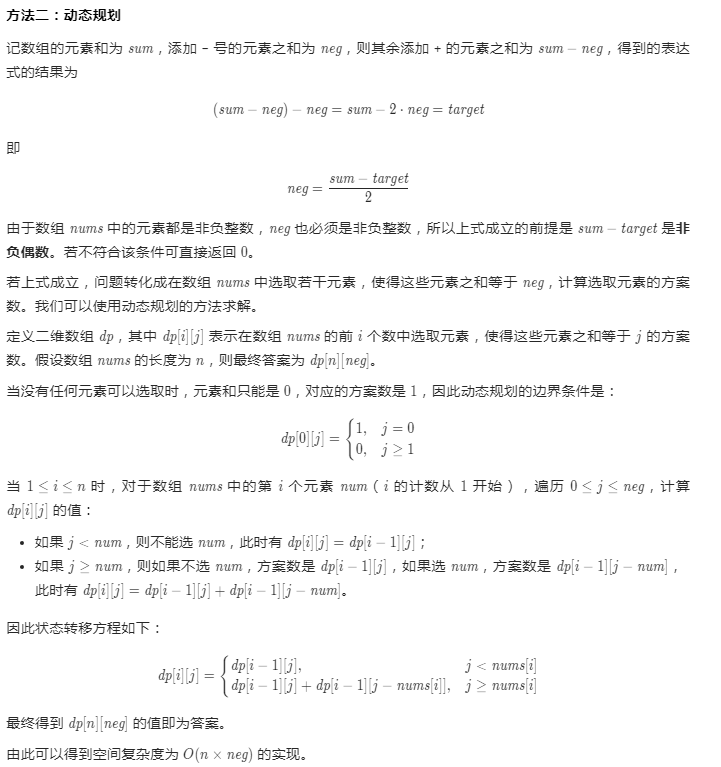 方法二：动态规划
记数组的元素和为 sum，添加 - 号的元素之和为 neg，则其余添加 + 的元素之和为 sum − neg，得到的表达
式的结果为
(sum − neg) − neg = sum − 2 · neg = target
即
neg = \frac{sum − target}{2}
由于数组 nums 中的元素都是非负整数，neg 也必须是非负整数，所以上式成立的前提是 sum − target 是非
负偶数。若不符合该条件可直接返回 0。
若上式成立，问题转化成在数组 nums 中选取若干元素，使得这些元素之和等于 neg，计算选取元素的方案
数。我们可以使用动态规划的方法求解。
定义二维数组 dp，其中 dp[i][j] 表示在数组 nums 的前 i 个数中选取元素，使得这些元素之和等于 j 的方案
数。假设数组 nums 的长度为 n，则最终答案为 dp[n][neg]。
当没有任何元素可以选取时，元素和只能是 0，对应的方案数是 1，因此动态规划的边界条件是：
dp[0][j] = { 1, j = 0
0, j ≥ 1
当 1 ≤ i ≤ n 时，对于数组 nums 中的第 i 个元素 num（i 的计数从 1 开始），遍历 0 ≤ j ≤ neg，计算
dp[i][j] 的值：
• 如果 j < num，则不能选 num，此时有 dp[i][j] = dp[i − 1][j]；
• 如果 j ≥ num，则如果不选 num，方案数是 dp[i − 1][j]，如果选 num，方案数是 dp[i − 1][j − num]，
此时有 dp[i][j] = dp[i − 1][j] + dp[i − 1][j − num]。
因此状态转移方程如下：
dp[i][j] = { dp[i − 1][j], j < nums[i]
dp[i − 1][j] + dp[i − 1][j − nums[i]], j ≥ nums[i]
最终得到 dp[n][neg] 的值即为答案。
由此可以得到空间复杂度为 O(n × neg) 的实现。